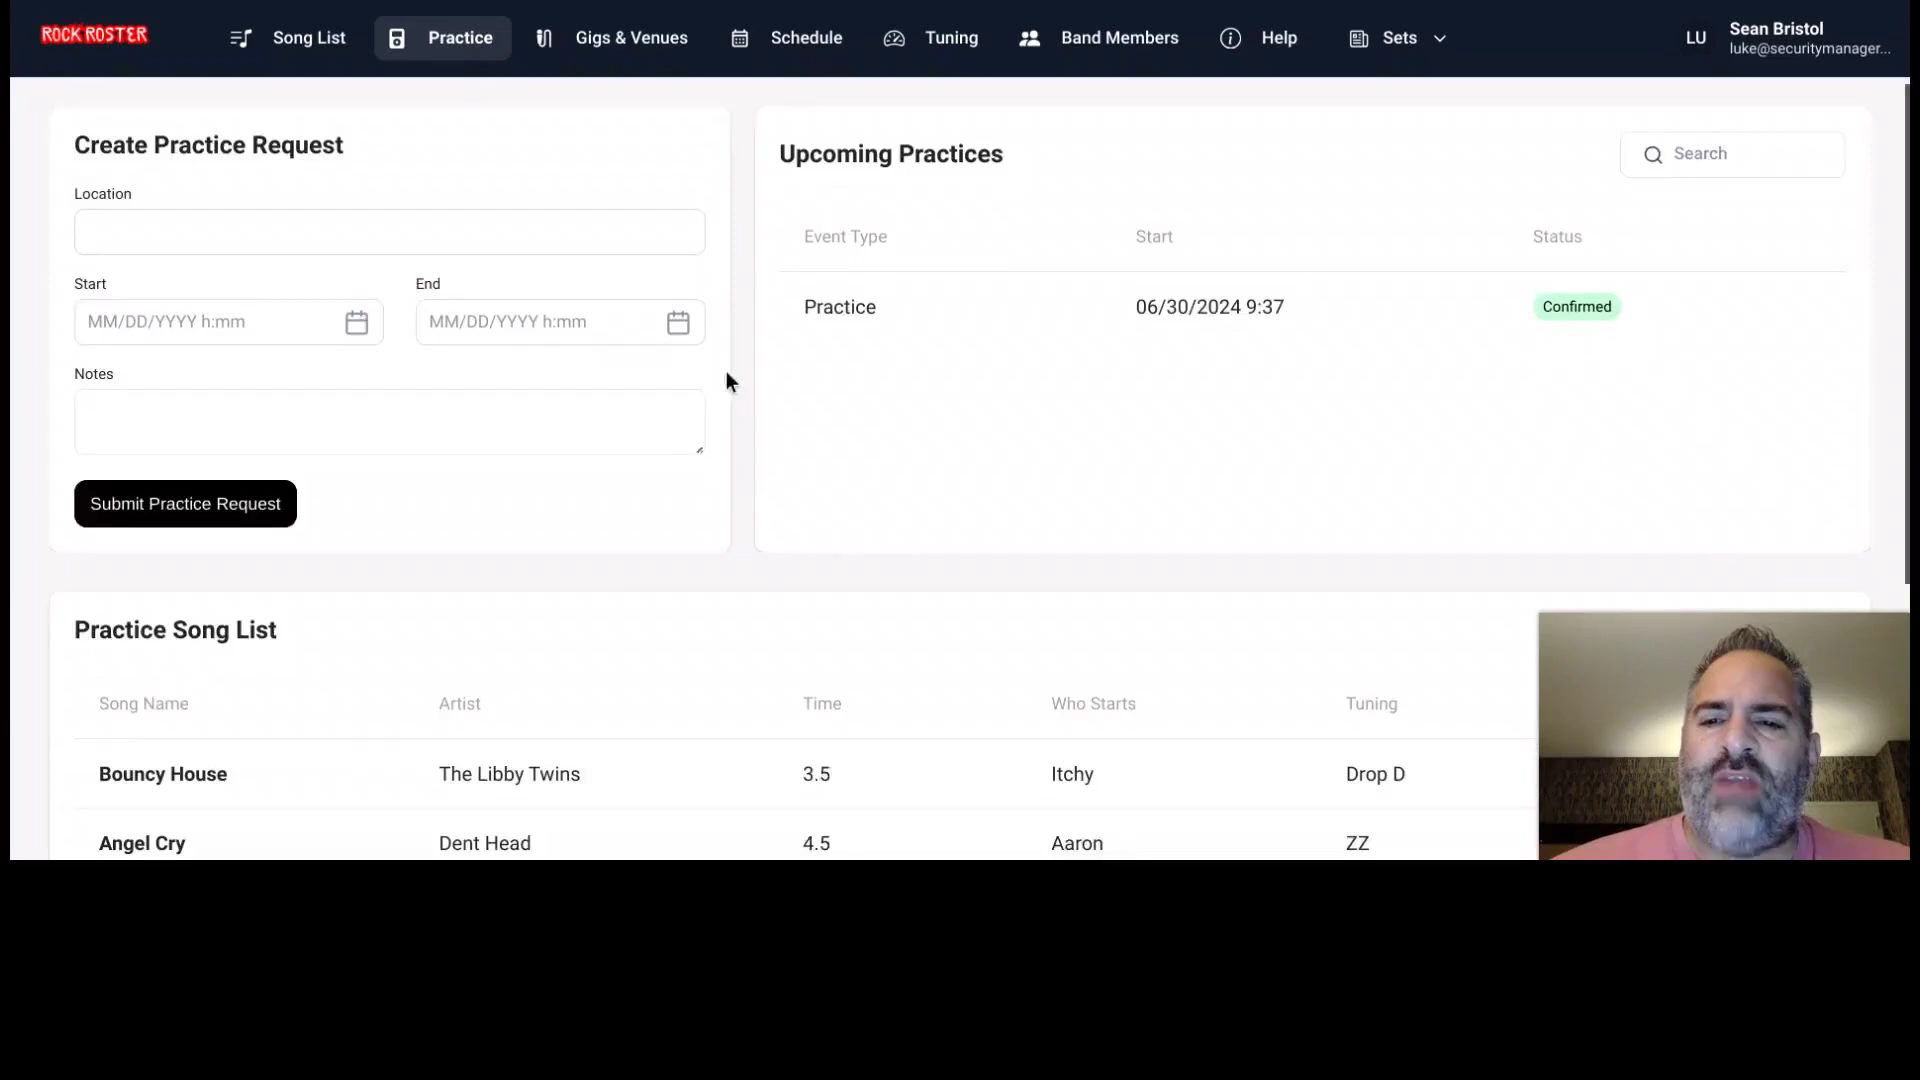 ROCK ROSTER
Song List
Practice
Gigs & Venues
Schedule
Tuning
Band Members
Help
Sets
LU
Sean Bristol
luke@securitymanager...
Create Practice Request
Location
Start
End
MM/DD/YYYY h:mm
MM/DD/YYYY h:mm
Notes
Submit Practice Request
Upcoming Practices
Search
Event Type Start Status
Practice 06/30/2024 9:37 Confirmed
Practice Song List
Song Name Artist Time Who Starts Tuning
Bouncy House The Libby Twins 3.5 Itchy Drop D
Angel Cry Dent Head 4.5 Aaron ZZ